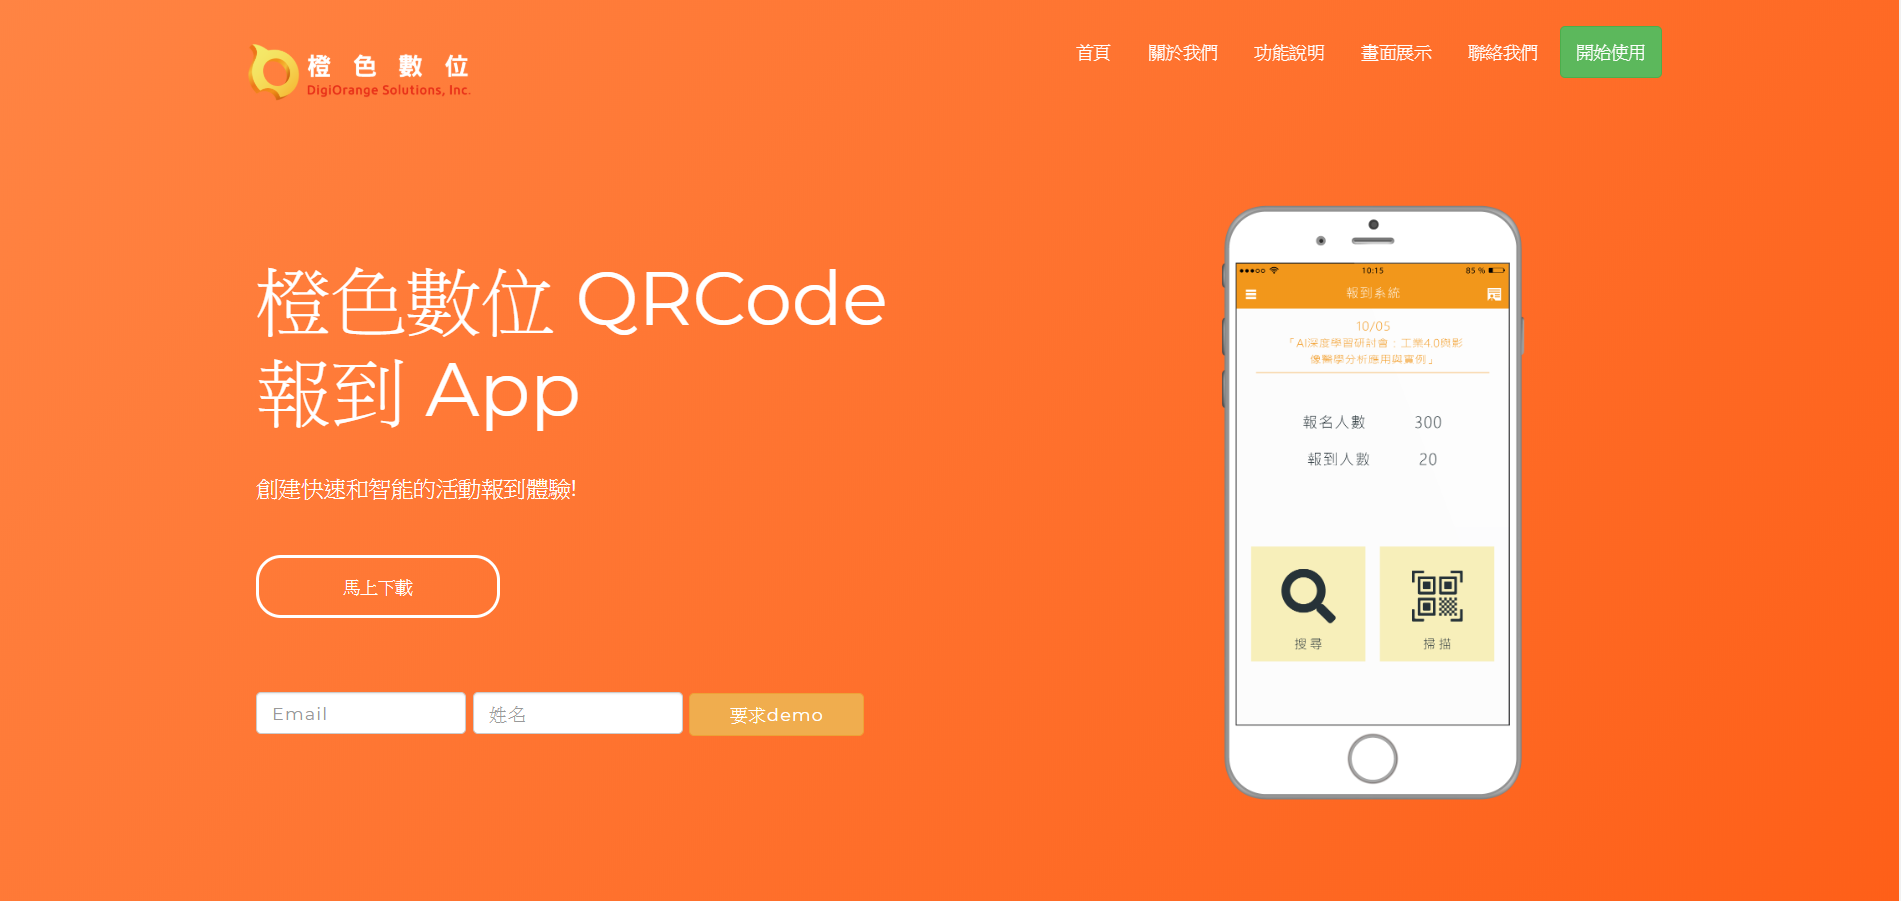 橙色數位
DigiOrange Solutions, Inc.
首頁 關於我們 功能說明 畫面展示 聯絡我們 開始使用
橙色數位 QRCode
報到 App
創建快速和智能的活動報到體驗!
馬上下載
Email 姓名 要求demo
10:15 85 %
報到系統
10/05
「AI深度學習研討會：工業4.0與影
像醫學分析應用與實例」
報名人數 300
報到人數 20
搜尋 掃描